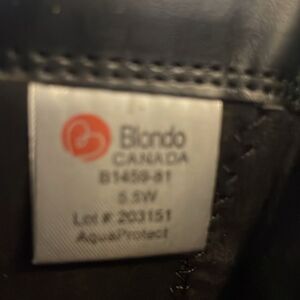 Blondo
CANADA
B1459-81
5.5W
Lot #: 203151
AquaProtect